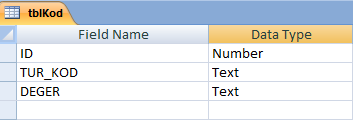 tblKod
Field Name Data Type
ID Number
TUR_KOD Text
DEGER Text